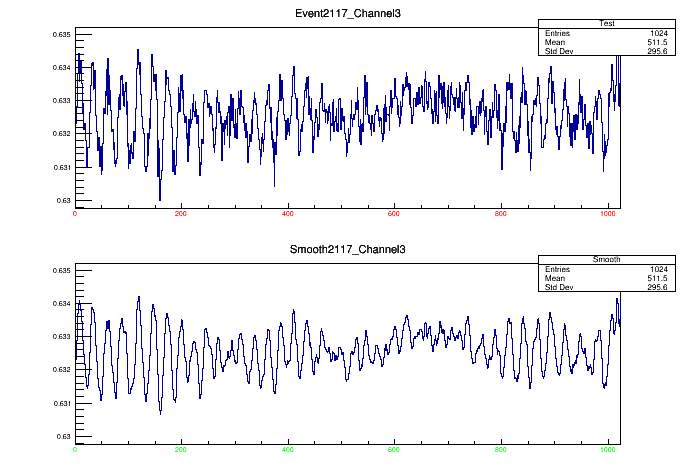 Event2117_Channel3
Test
Entries 1024
Mean 511.5
Std Dev 295.6
0.635
0.634
0.633
0.632
0.631
0.63
0 200 400 600 800 1000
Smooth2117_Channel3
Smooth
Entries 1024
Mean 511.5
Std Dev 295.6
0.635
0.634
0.633
0.632
0.631
0.63
0 200 400 600 800 1000